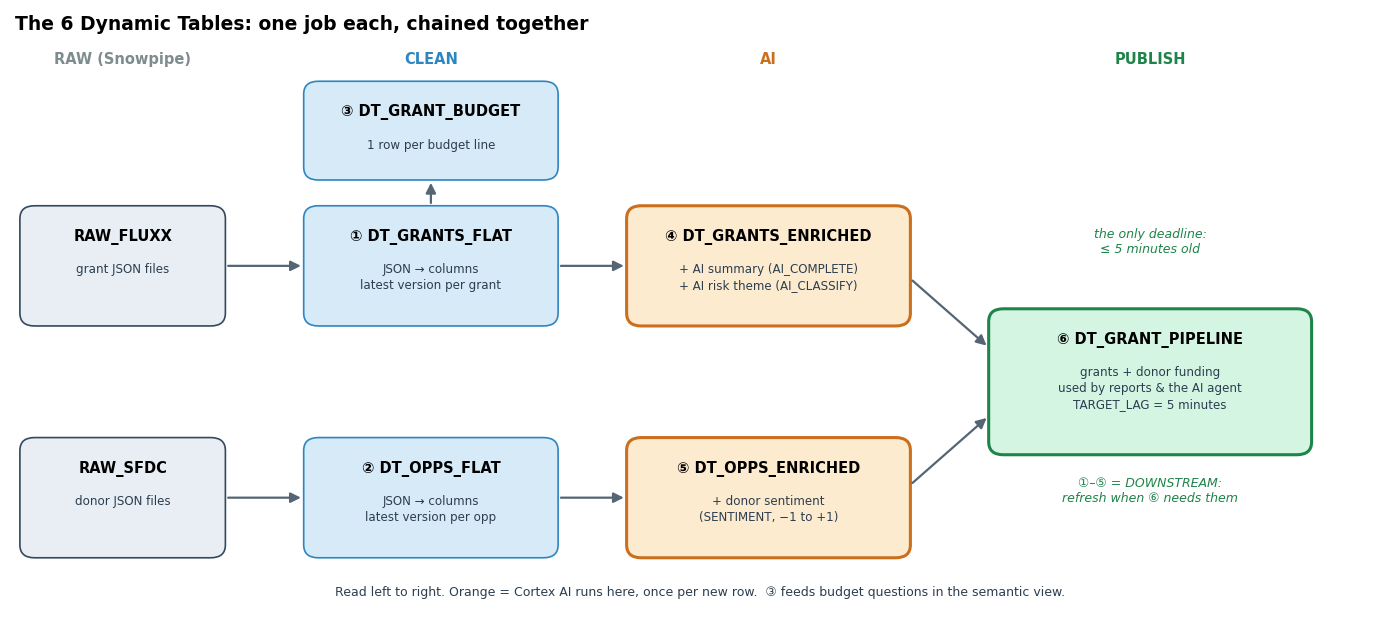 The 6 Dynamic Tables: one job each, chained together
RAW (Snowpipe)
CLEAN
AI
PUBLISH
③ DT_GRANT_BUDGET
1 row per budget line
RAW_FLUXX
grant JSON files
① DT_GRANTS_FLAT
JSON → columns
latest version per grant
④ DT_GRANTS_ENRICHED
+ AI summary (AI_COMPLETE)
+ AI risk theme (AI_CLASSIFY)
the only deadline:
≤ 5 minutes old
⑥ DT_GRANT_PIPELINE
grants + donor funding
used by reports & the AI agent
TARGET_LAG = 5 minutes
RAW_SFDC
donor JSON files
② DT_OPPS_FLAT
JSON → columns
latest version per opp
⑤ DT_OPPS_ENRICHED
+ donor sentiment
(SENTIMENT, −1 to +1)
①–⑤ = DOWNSTREAM:
refresh when ⑥ needs them
Read left to right. Orange = Cortex AI runs here, once per new row.  ③ feeds budget questions in the semantic view.